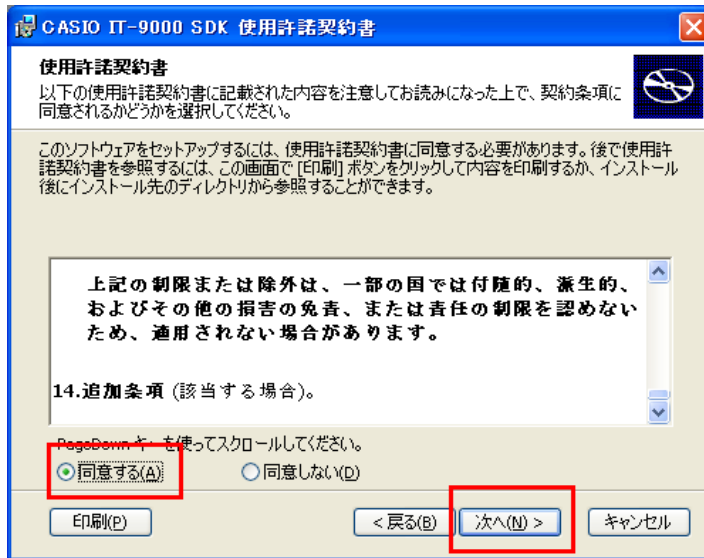 CASIO IT-9000 SDK 使用許諾契約書
使用許諾契約書
以下の使用許諾契約書に記載された内容を注意してお読みになった上で、契約条項に
同意されるかどうかを選択してください。
このソフトウェアをセットアップするには、使用許諾契約書に同意する必要があります。後で使用許
諾契約書を参照するには、この画面で [印刷] ボタンをクリックして内容を印刷するか、インストール
後にインストール先のディレクトリから参照することができます。
上記の制限または除外は、一部の国では付随的、派生的、
およびその他の損害の免責、または責任の制限を認めない
ため、適用されない場合があります。
14.追加条項 (該当する場合)。
PageDown キーを使ってスクロールしてください。
同意する(A) 同意しない(D)
印刷(P) < 戻る(B) 次へ(N) > キャンセル